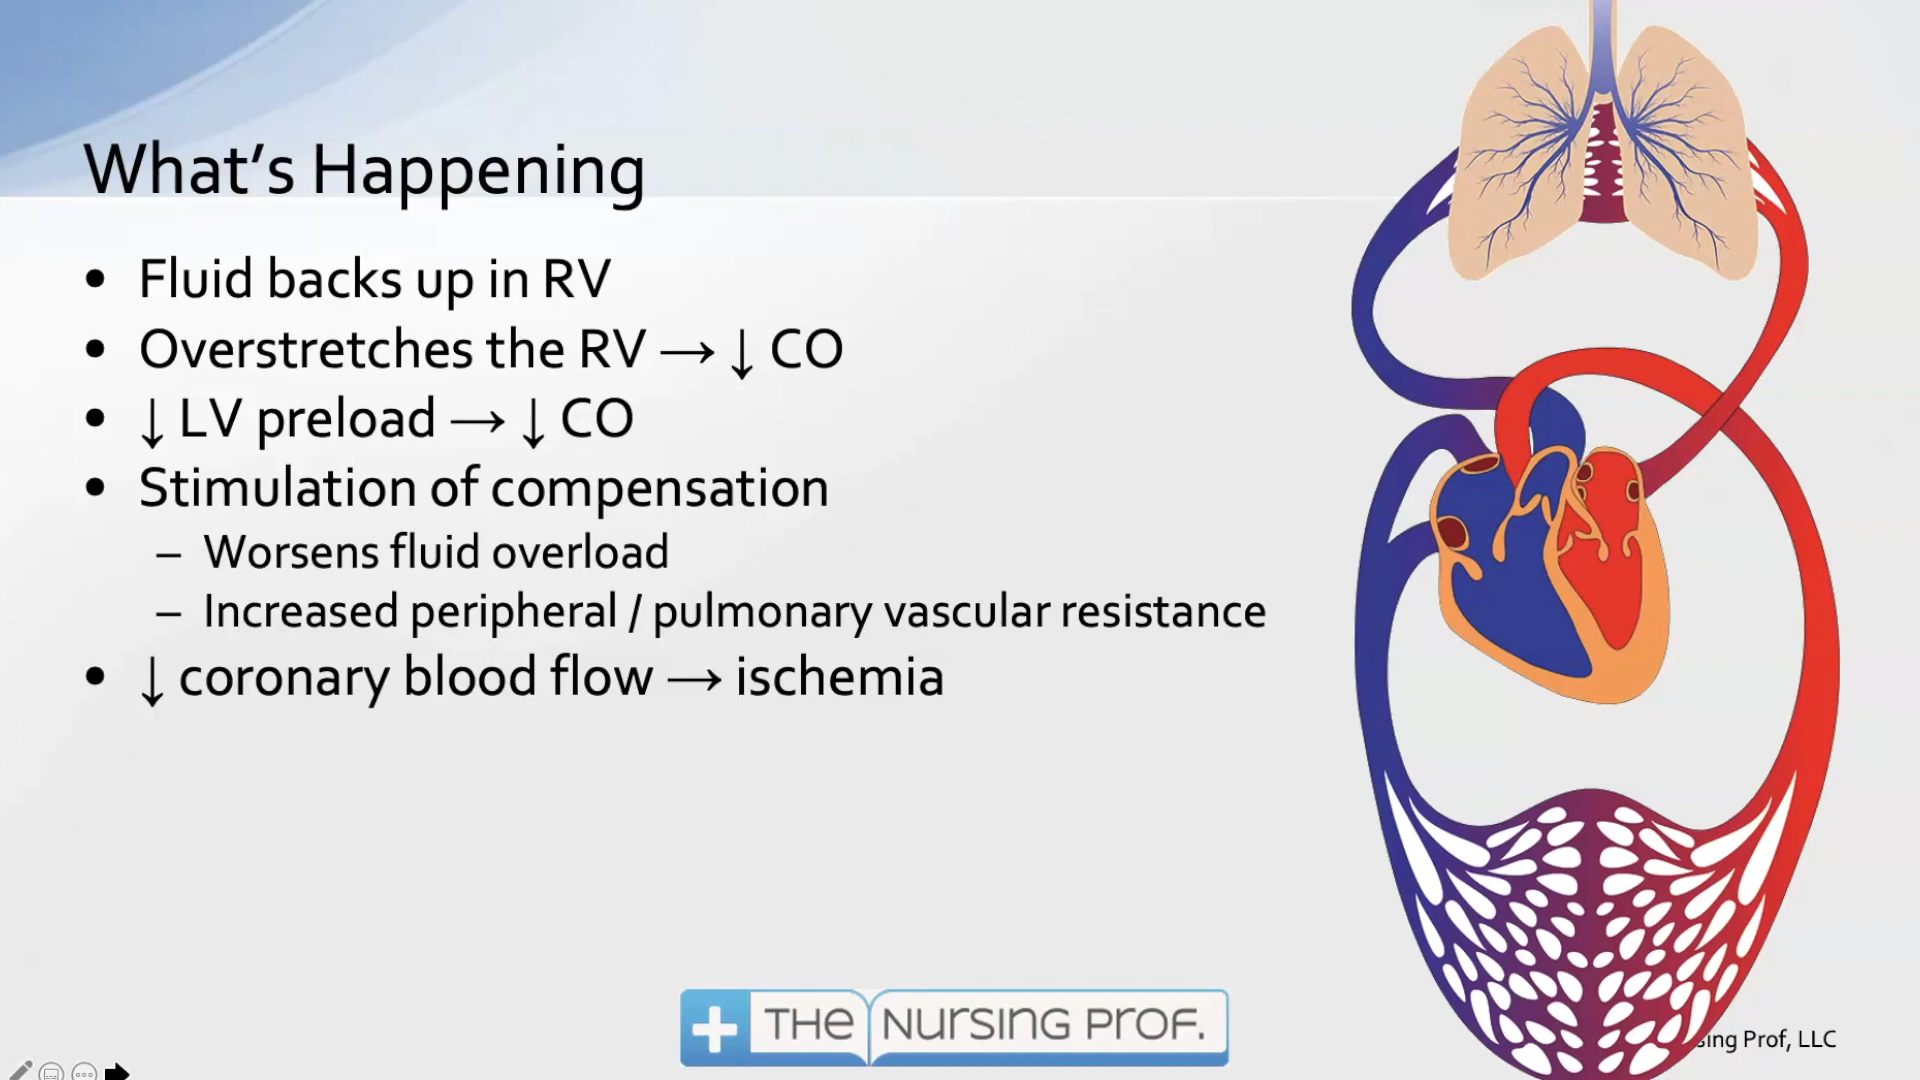 What's Happening
• Fluid backs up in RV
• Overstretches the RV → ↓ CO
• ↓ LV preload → ↓ CO
• Stimulation of compensation
– Worsens fluid overload
– Increased peripheral / pulmonary vascular resistance
• ↓ coronary blood flow → ischemia
THE NURSING PROF.
Prof, LLC